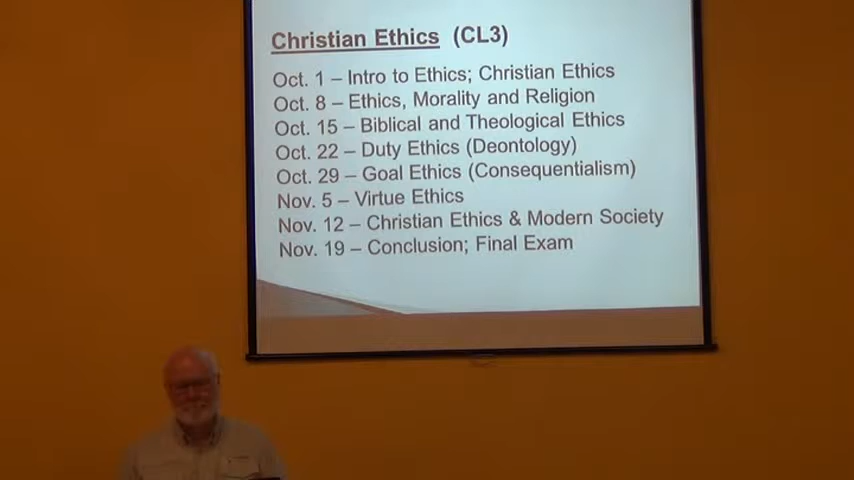 Christian Ethics (CL3)
Oct. 1 – Intro to Ethics; Christian Ethics
Oct. 8 – Ethics, Morality and Religion
Oct. 15 – Biblical and Theological Ethics
Oct. 22 – Duty Ethics (Deontology)
Oct. 29 – Goal Ethics (Consequentialism)
Nov. 5 – Virtue Ethics
Nov. 12 – Christian Ethics & Modern Society
Nov. 19 – Conclusion; Final Exam